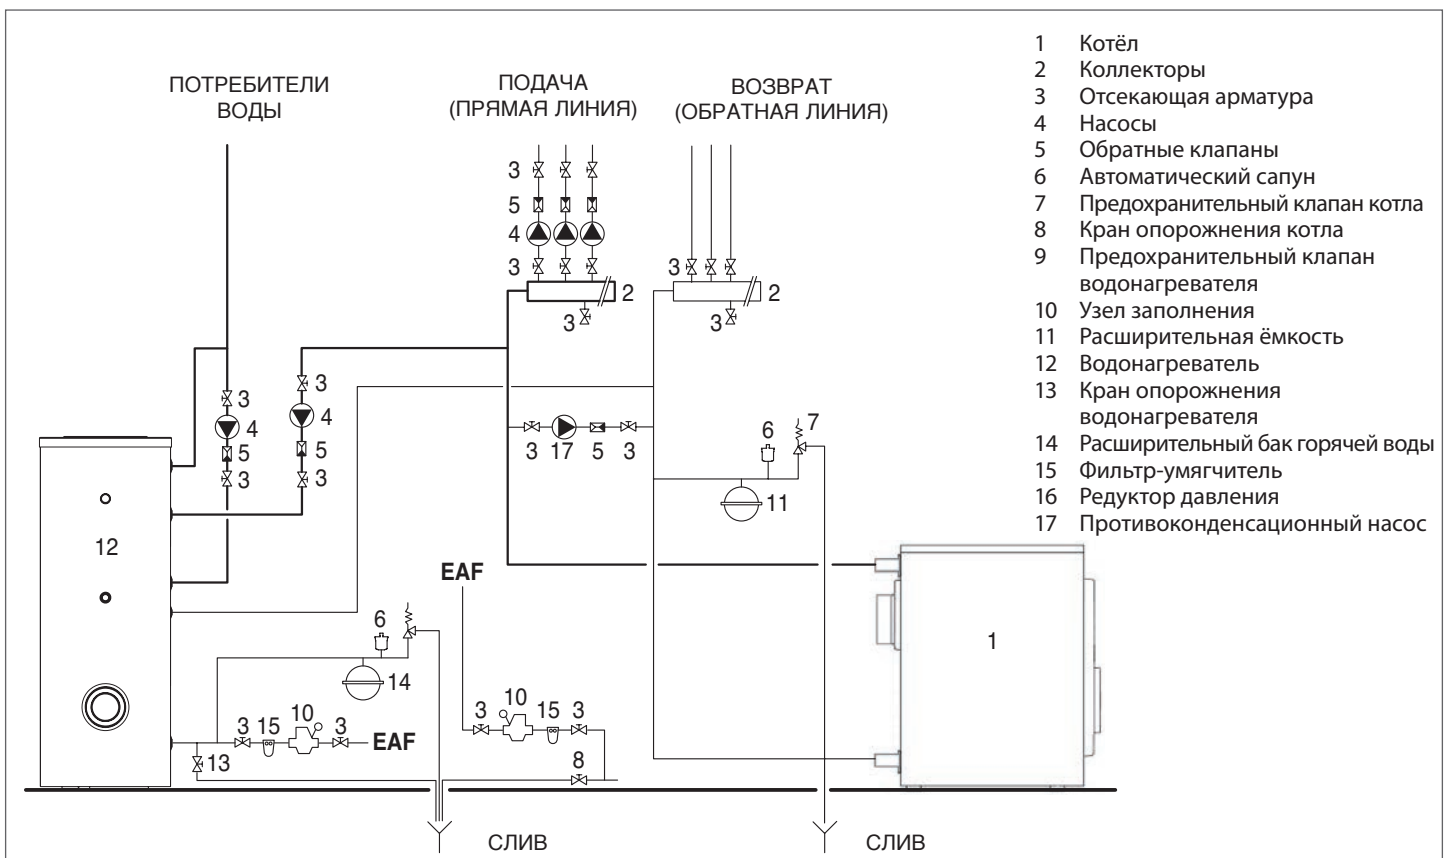 ПОТРЕБИТЕЛИ
ВОДЫ
ПОДАЧА
(ПРЯМАЯ ЛИНИЯ)
ВОЗВРАТ
(ОБРАТНАЯ ЛИНИЯ)
1 Котёл
2 Коллекторы
3 Отсекающая арматура
4 Насосы
5 Обратные клапаны
6 Автоматический сапун
7 Предохранительный клапан котла
8 Кран опорожнения котла
9 Предохранительный клапан
водонагревателя
10 Узел заполнения
11 Расширительная ёмкость
12 Водонагреватель
13 Кран опорожнения
водонагревателя
14 Расширительный бак горячей воды
15 Фильтр-умягчитель
16 Редуктор давления
17 Противоконденсационный насос
3
5
4
3
3
2
2
3
3
3
3
4
4
5
5
3
3
3 17 5 3
6
7
11
12
EAF
6
14
1
3 15 10 3
EAF
13
3 10 15 3
8
СЛИВ
СЛИВ